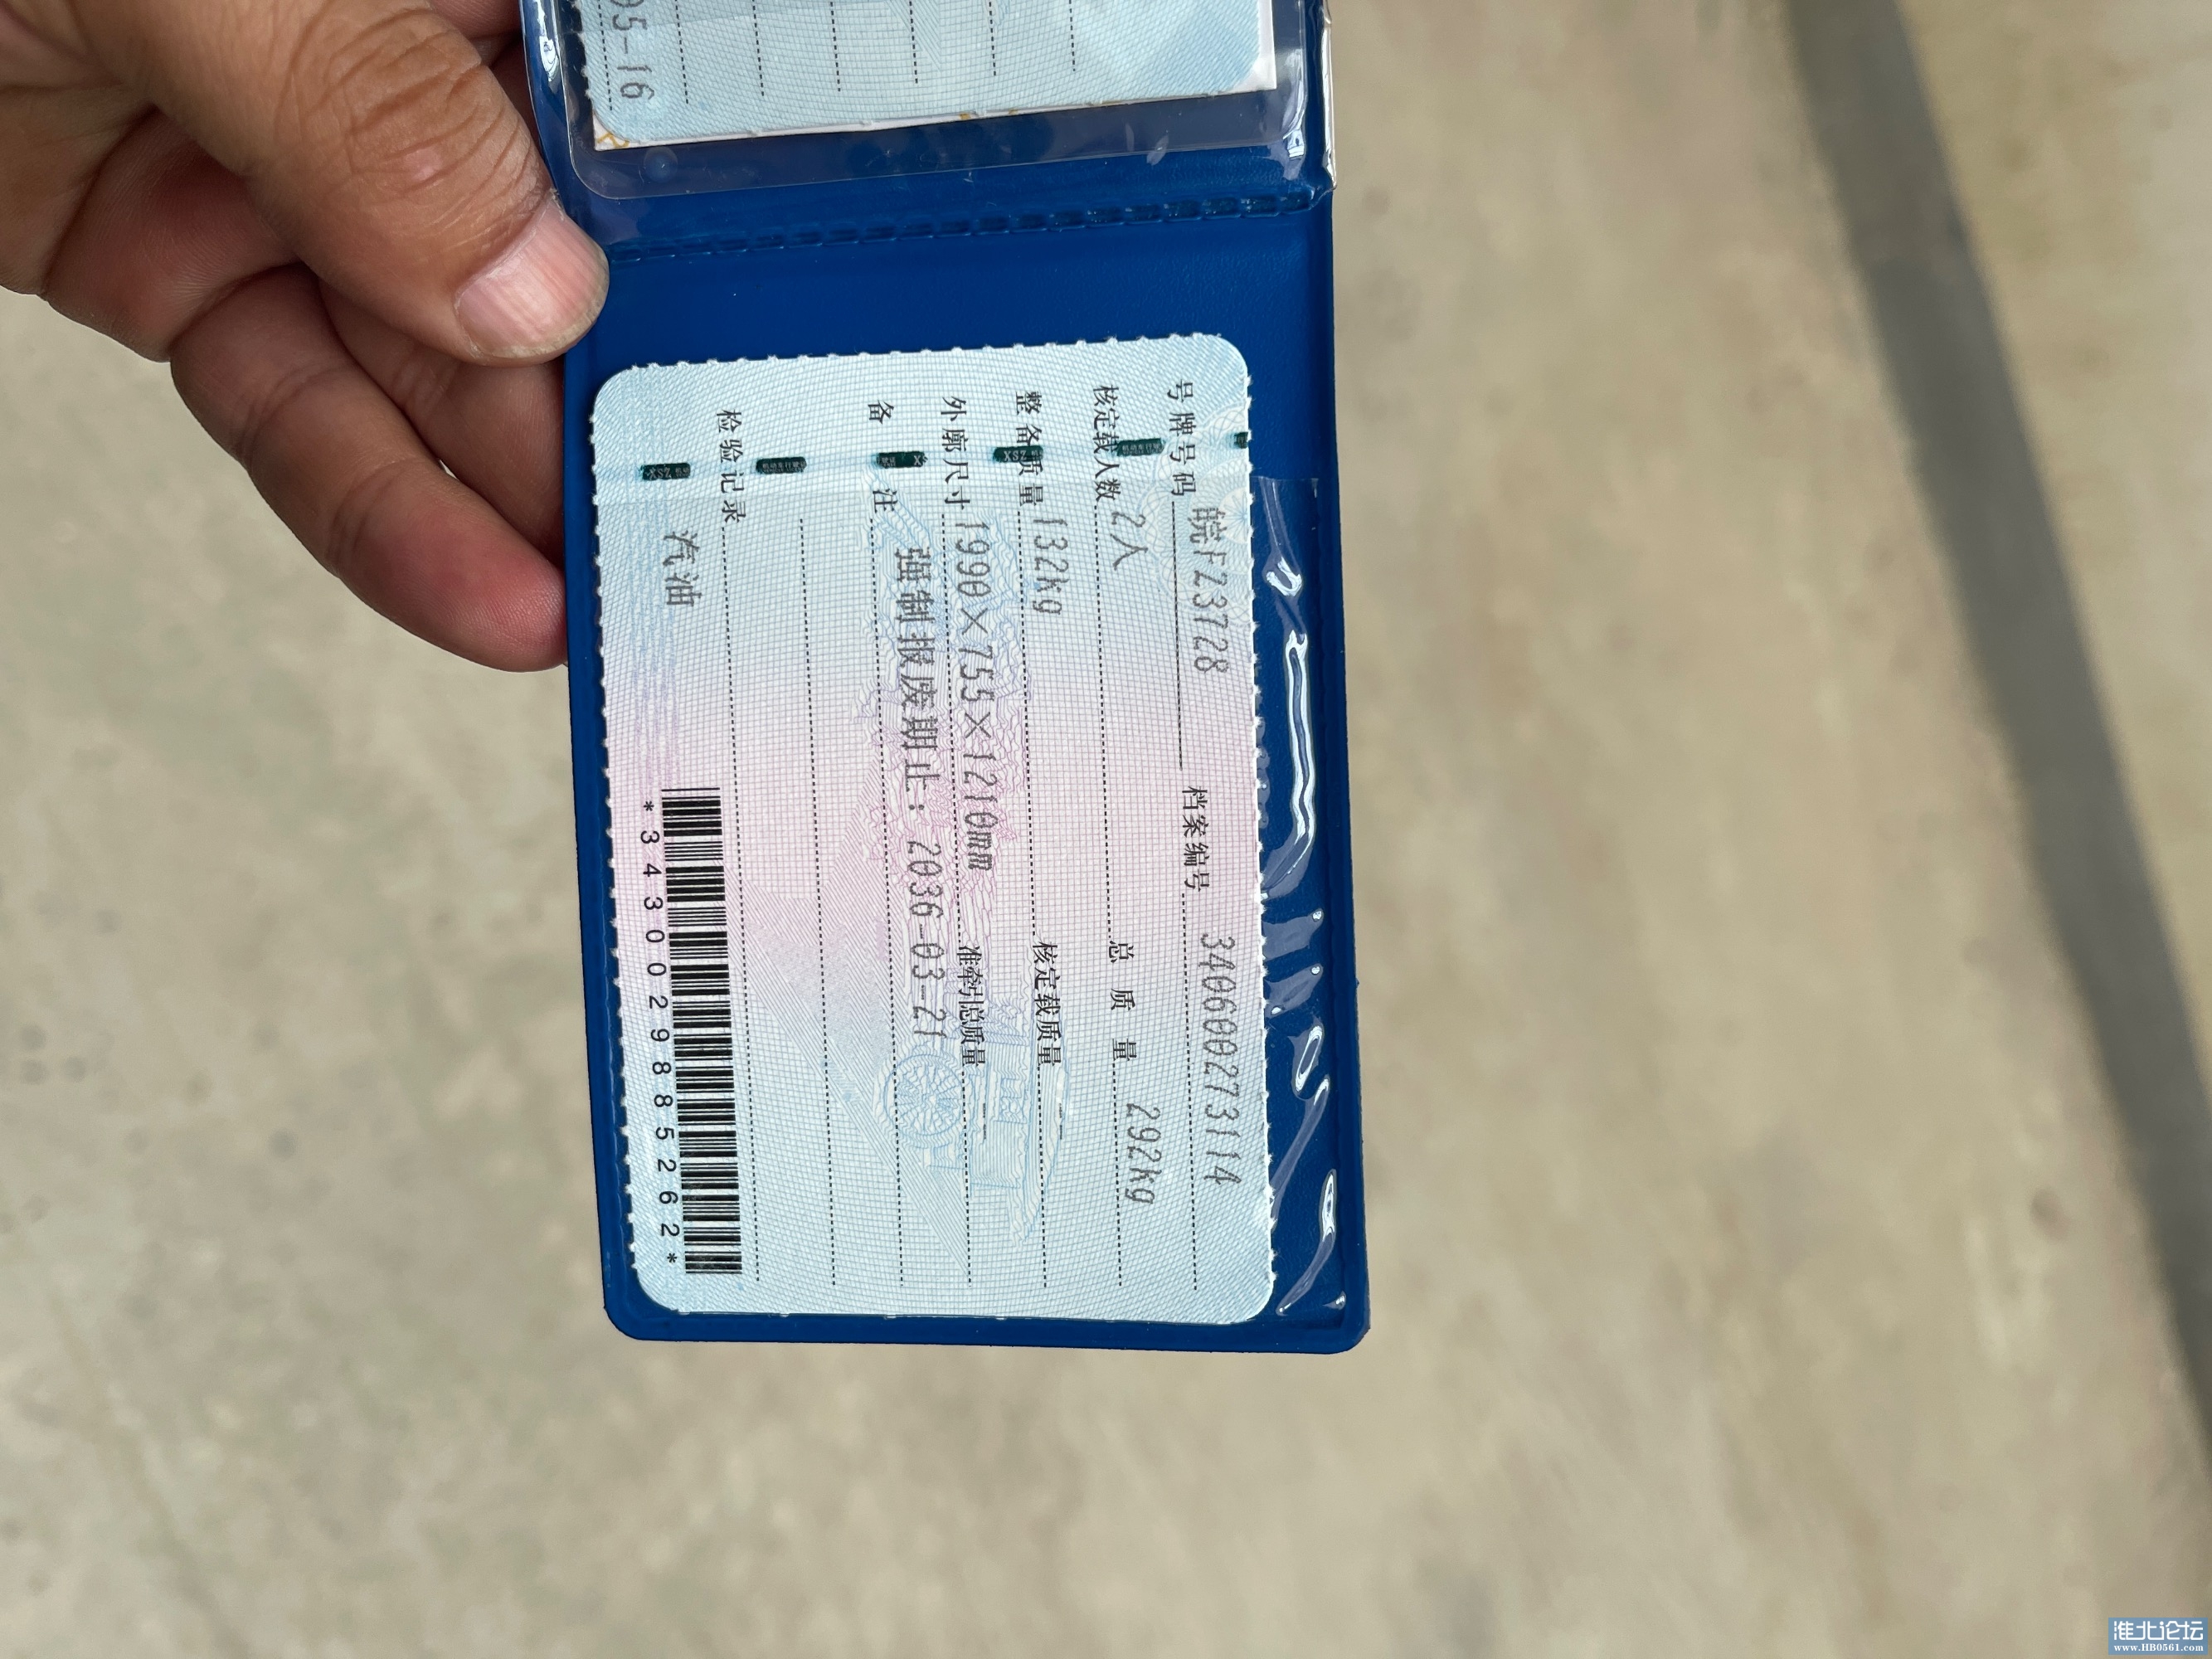 05-16
号牌号码 皖FZ3728 档案编号 340600273114
核定载人数 2人 总质量 292kg
整备质量 132kg 核定载质量 --
外廓尺寸 1990×755×1210mm 准牵引总质量 --
备注 强制报废期止：2036-03-21
检验记录
汽油
*3430029885262*
淮北论坛
www.HB0561.com